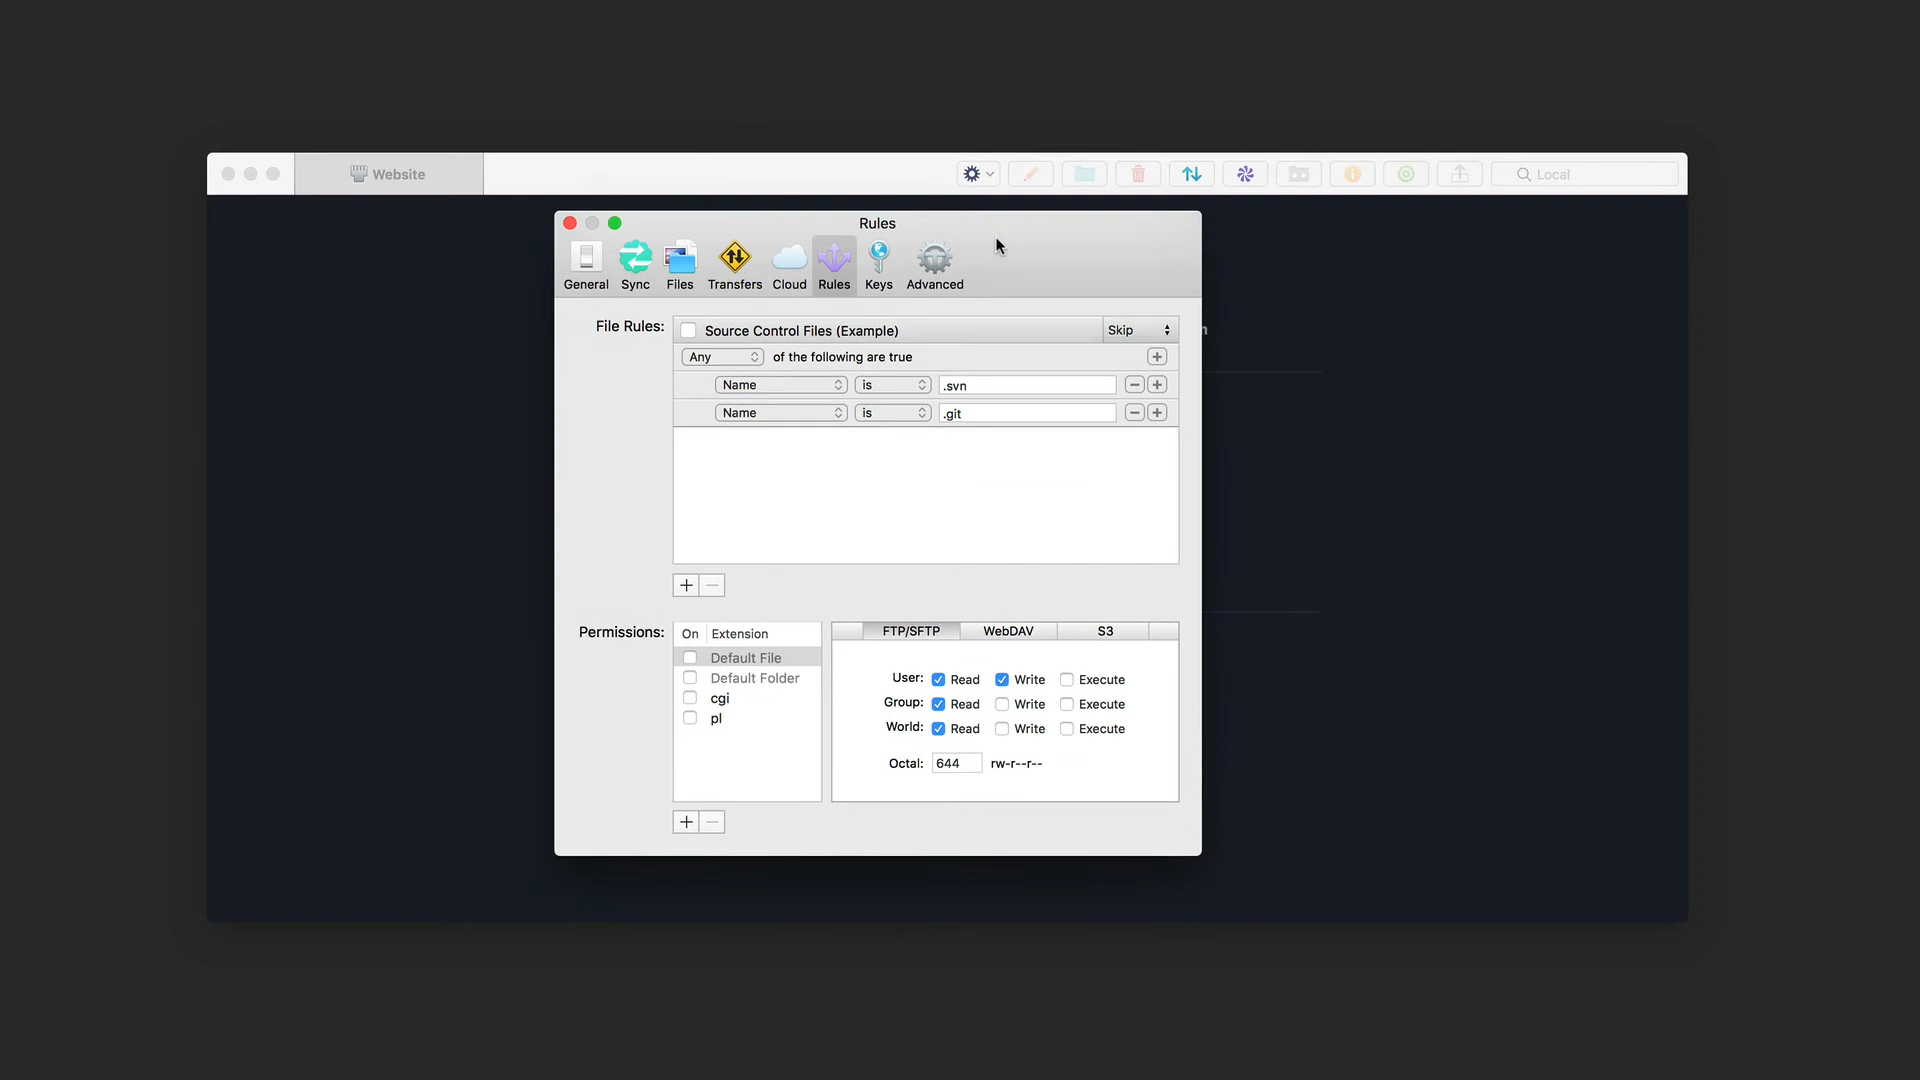 Website
Local
Rules
General Sync Files Transfers Cloud Rules Keys Advanced
File Rules: Source Control Files (Example) Skip
Any of the following are true
Name is .svn
Name is .git
Permissions: On Extension
Default File
Default Folder
cgi
pl
FTP/SFTP WebDAV S3
User: Read Write Execute
Group: Read Write Execute
World: Read Write Execute
Octal: 644 rw-r--r--